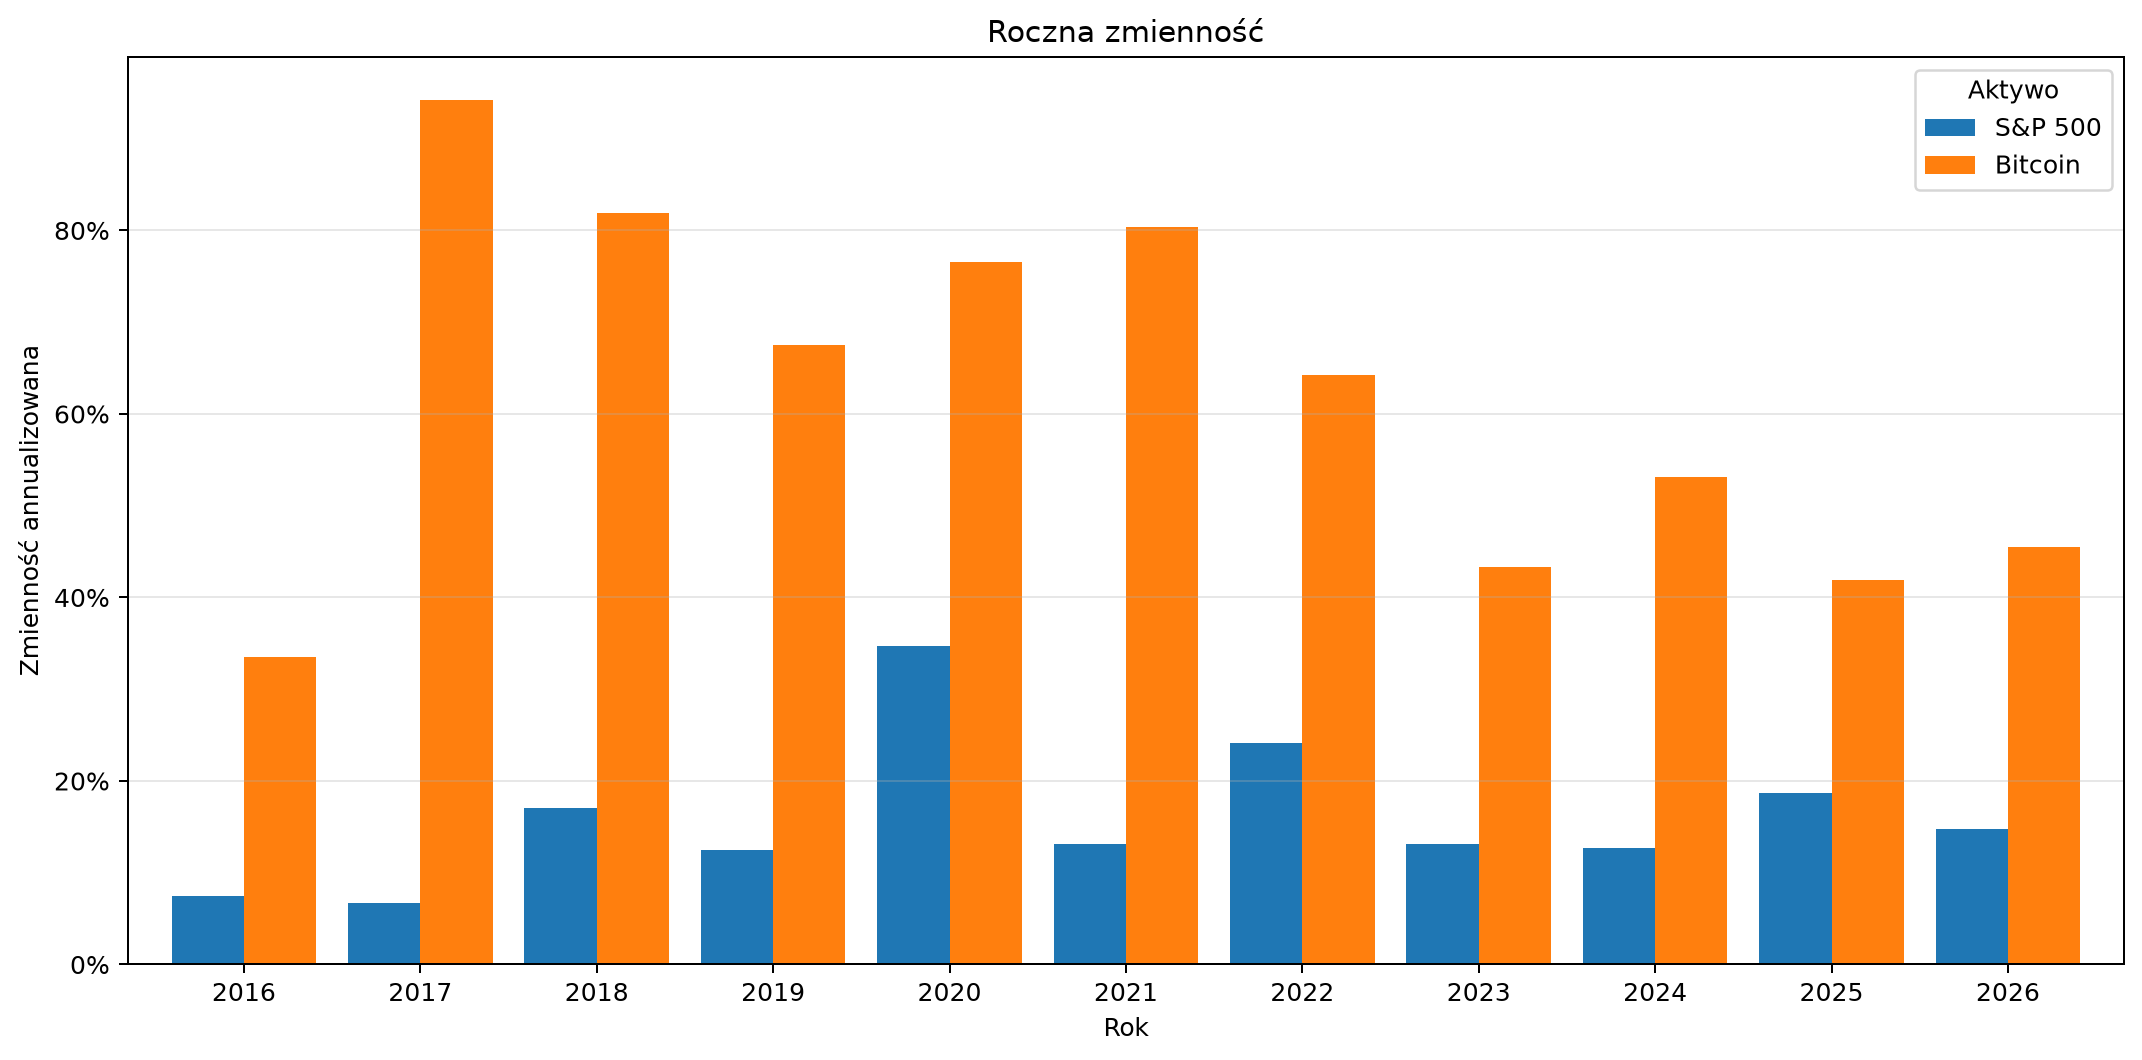 Roczna zmienność
Aktywo
S&P 500
Bitcoin
Zmienność annualizowana
80%
60%
40%
20%
0%
2016 2017 2018 2019 2020 2021 2022 2023 2024 2025 2026
Rok